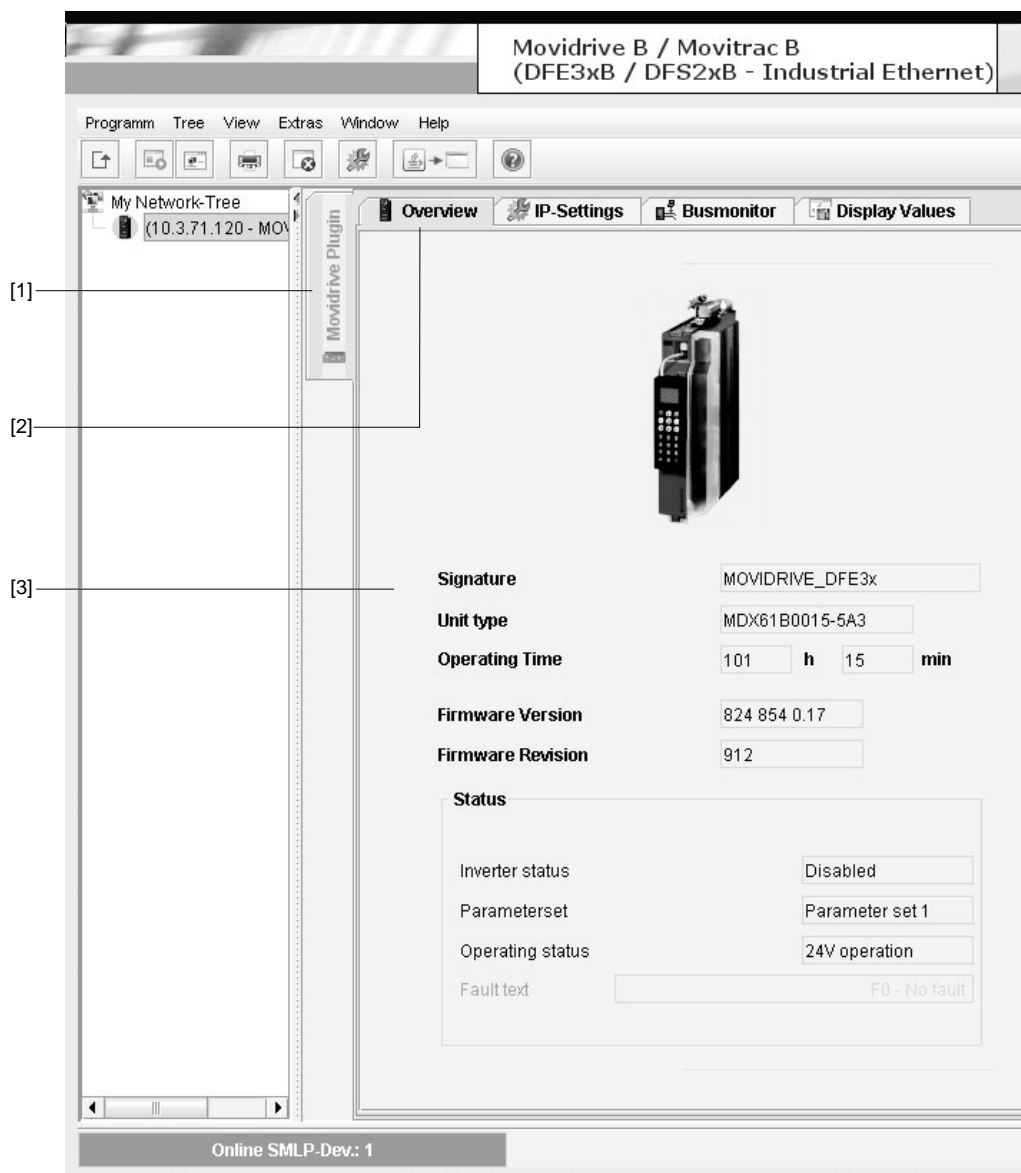 Movidrive B / Movitrac B
(DFE3xB / DFS2xB - Industrial Ethernet)
Programm Tree View Extras Window Help
My Network-Tree
(10.3.71.120 - MOV
Movidrive Plugin
Overview IP-Settings Busmonitor Display Values
[1]
[2]
[3]
Signature MOVIDRIVE_DFE3x
Unit type MDX61B0015-5A3
Operating Time 101 h 15 min
Firmware Version 824 854 0.17
Firmware Revision 912
Status
Inverter status Disabled
Parameterset Parameter set 1
Operating status 24V operation
Fault text F0 - No fault
Online SMLP-Dev.: 1